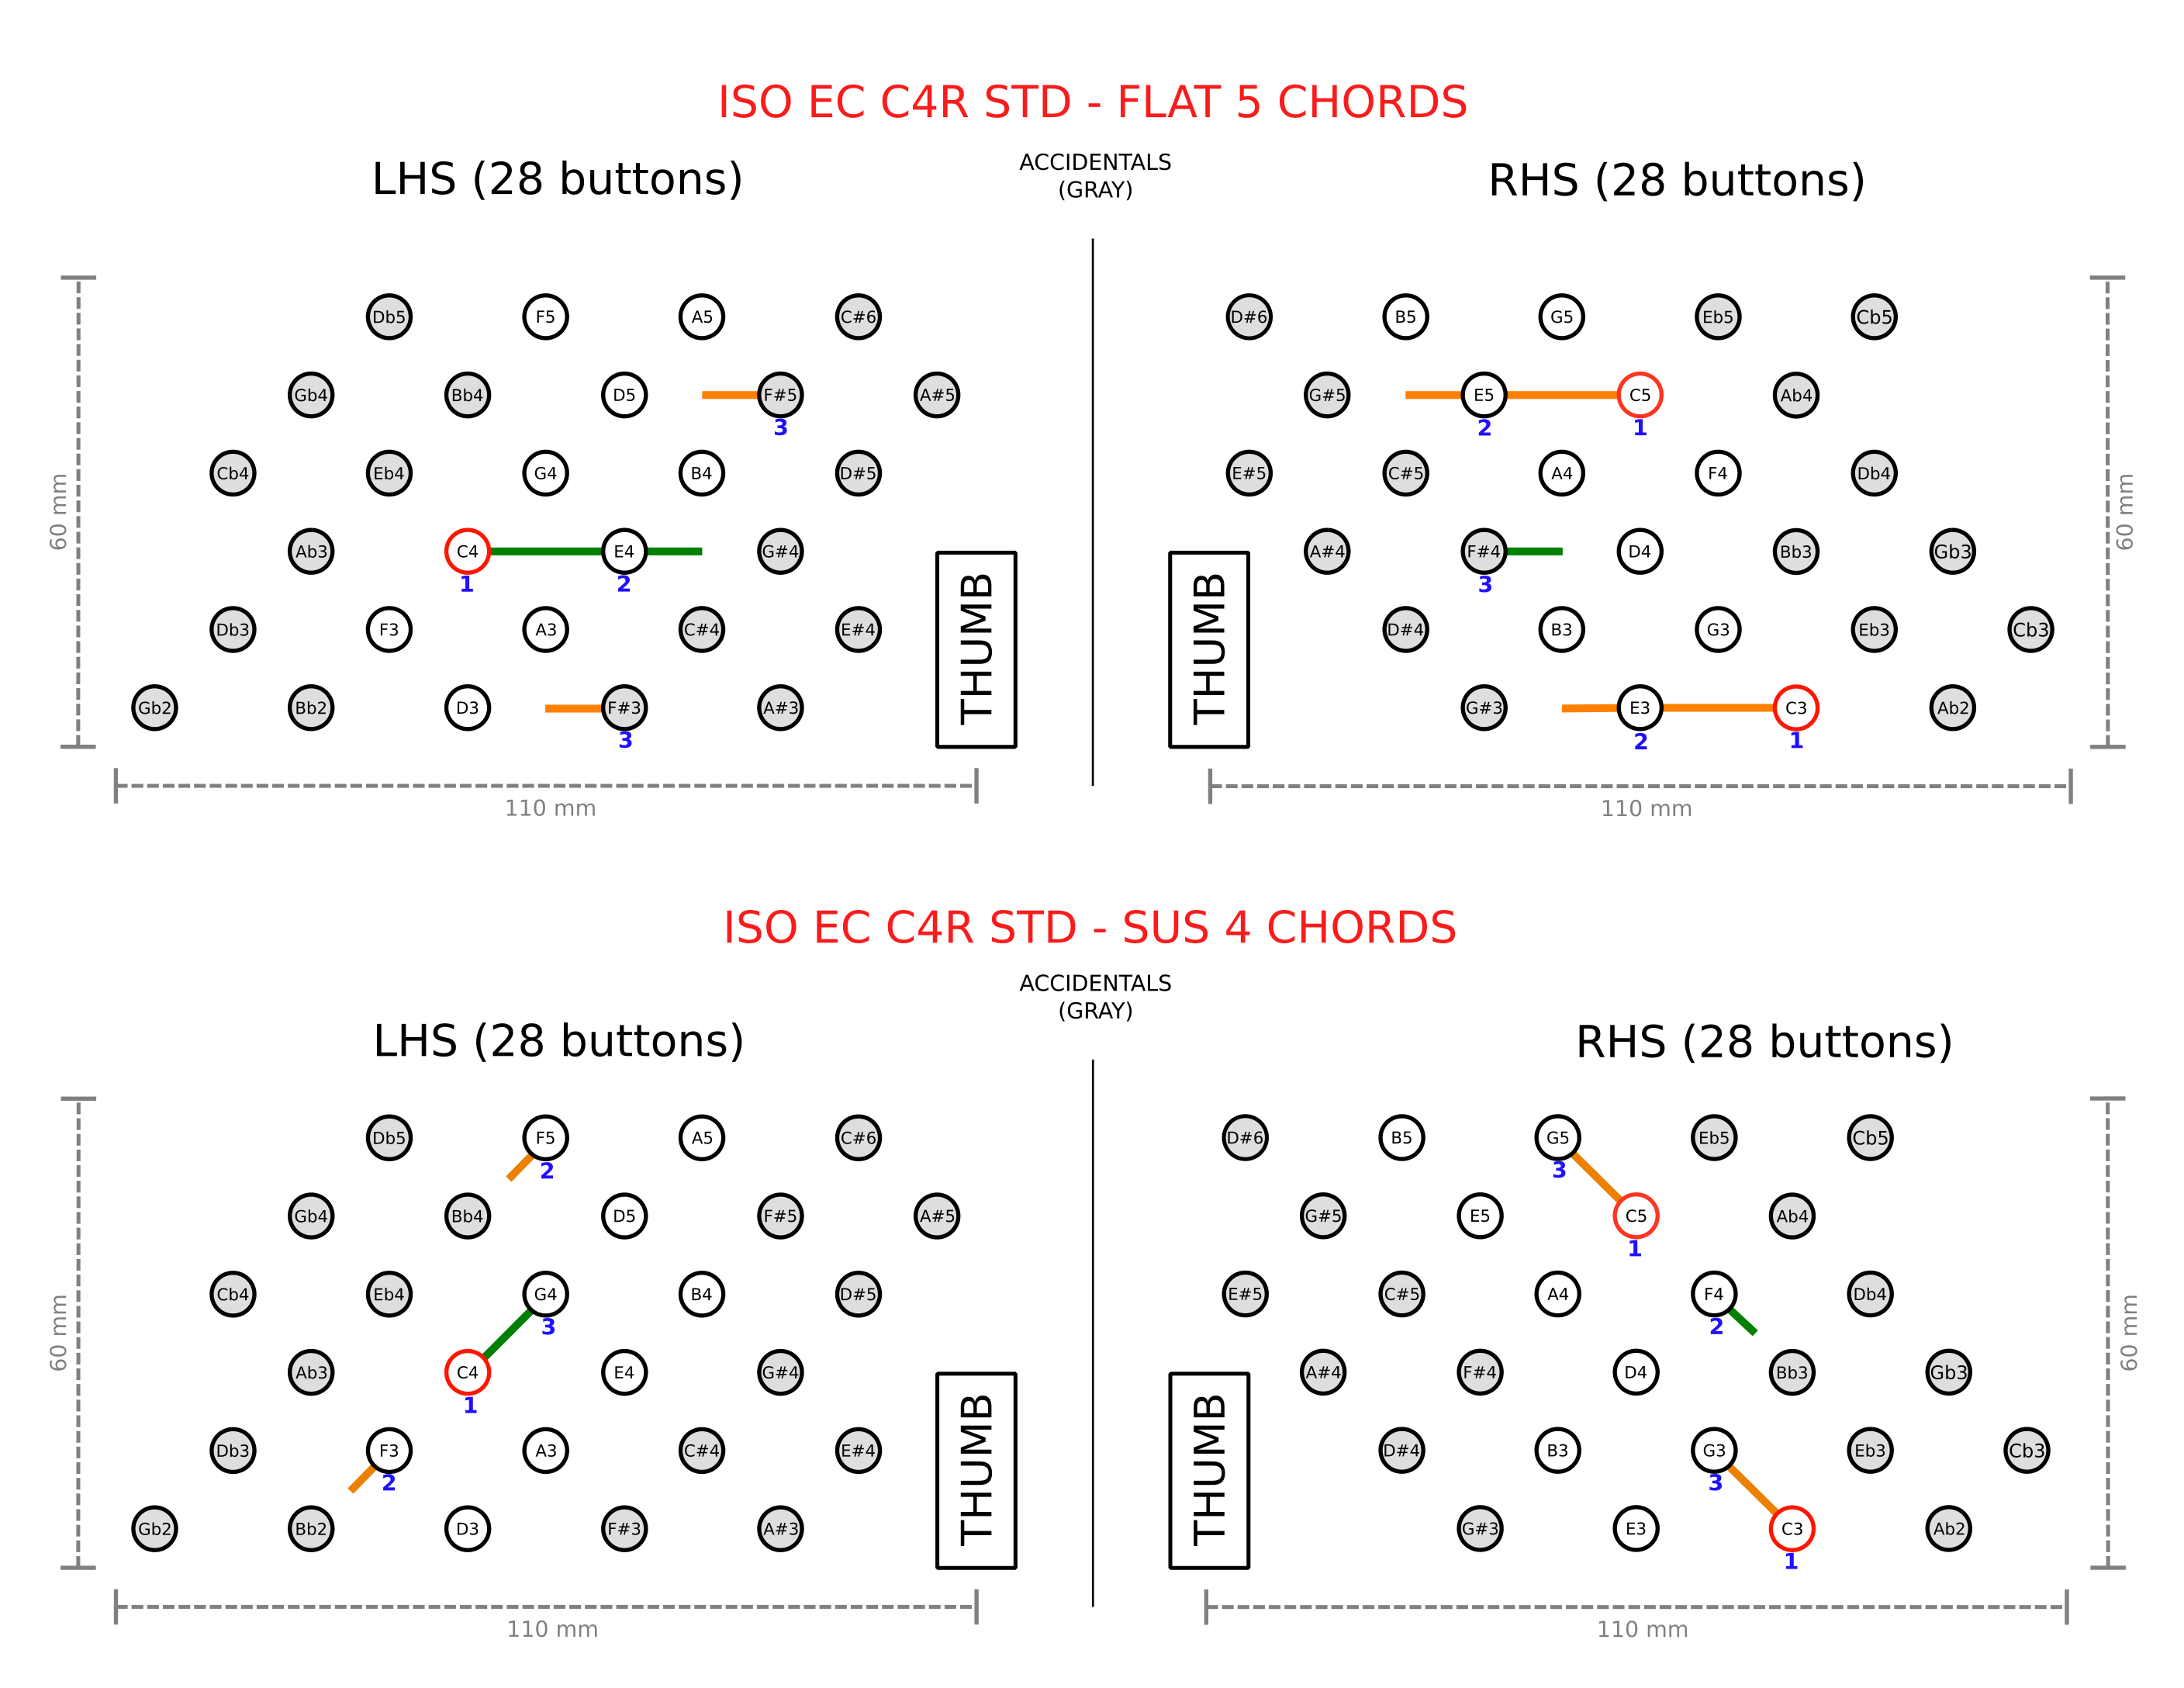 ISO EC C4R STD - FLAT 5 CHORDS
LHS (28 buttons)
ACCIDENTALS
(GRAY)
RHS (28 buttons)
Db5 F5 A5 C#6
D#6 B5 G5 Eb5 Cb5
Gb4 Bb4 D5 F#5 A#5
G#5 E5 C5 Ab4
3
2 1
Cb4 Eb4 G4 B4 D#5
E#5 C#5 A4 F4 Db4
60 mm
60 mm
Ab3 C4 E4 G#4
A#4 F#4 D4 Bb3 Gb3
1 2
3
Db3 F3 A3 C#4 E#4
THUMB
THUMB
D#4 B3 G3 Eb3 Cb3
Gb2 Bb2 D3 F#3 A#3
G#3 E3 C3 Ab2
3
2 1
110 mm
110 mm
ISO EC C4R STD - SUS 4 CHORDS
ACCIDENTALS
(GRAY)
LHS (28 buttons)
RHS (28 buttons)
Db5 F5 A5 C#6
D#6 B5 G5 Eb5 Cb5
2
3
Gb4 Bb4 D5 F#5 A#5
G#5 E5 C5 Ab4
1
Cb4 Eb4 G4 B4 D#5
E#5 C#5 A4 F4 Db4
3
2
60 mm
60 mm
Ab3 C4 E4 G#4
A#4 F#4 D4 Bb3 Gb3
1
Db3 F3 A3 C#4 E#4
THUMB
THUMB
D#4 B3 G3 Eb3 Cb3
2
3
Gb2 Bb2 D3 F#3 A#3
G#3 E3 C3 Ab2
1
110 mm
110 mm